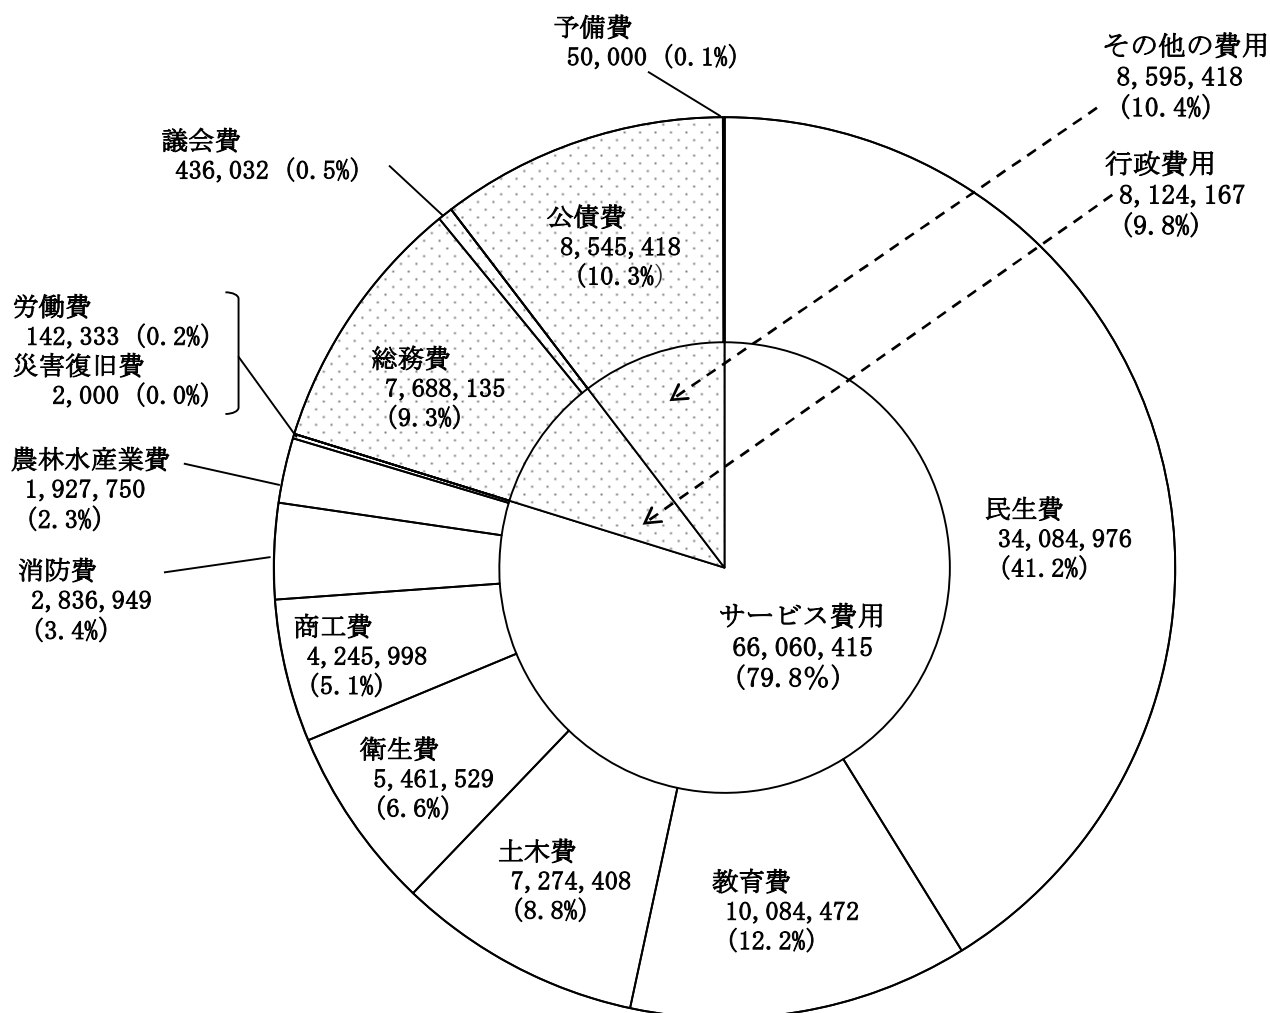 予備費
50,000 (0.1%)
その他の費用
8,595,418
(10.4%)
議会費
436,032 (0.5%)
行政費用
8,124,167
(9.8%)
公債費
8,545,418
(10.3%)
労働費
142,333 (0.2%)
災害復旧費
2,000 (0.0%)
総務費
7,688,135
(9.3%)
農林水産業費
1,927,750
(2.3%)
民生費
34,084,976
(41.2%)
消防費
2,836,949
(3.4%)
サービス費用
66,060,415
(79.8%)
商工費
4,245,998
(5.1%)
衛生費
5,461,529
(6.6%)
土木費
7,274,408
(8.8%)
教育費
10,084,472
(12.2%)